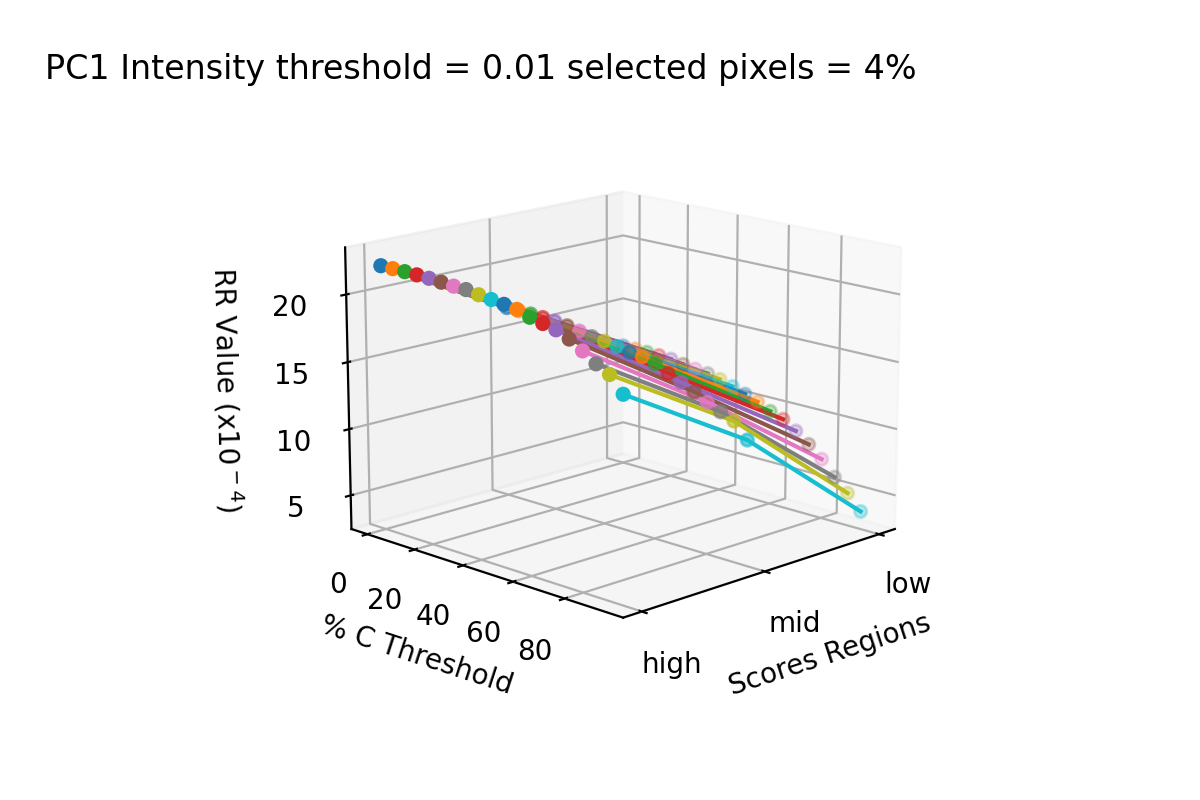 PC1 Intensity threshold = 0.01 selected pixels = 4%
RR Value (x10⁻⁴)
20
15
10
5
0
20
40
60
80
% C Threshold
high
mid
low
Scores Regions